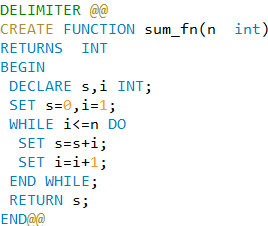 DELIMITER @@
CREATE FUNCTION sum_fn(n  int)
RETURNS  INT
BEGIN
 DECLARE s,i INT;
 SET s=0,i=1;
 WHILE i<=n DO
  SET s=s+i;
  SET i=i+1;
 END WHILE;
 RETURN s;
END@@